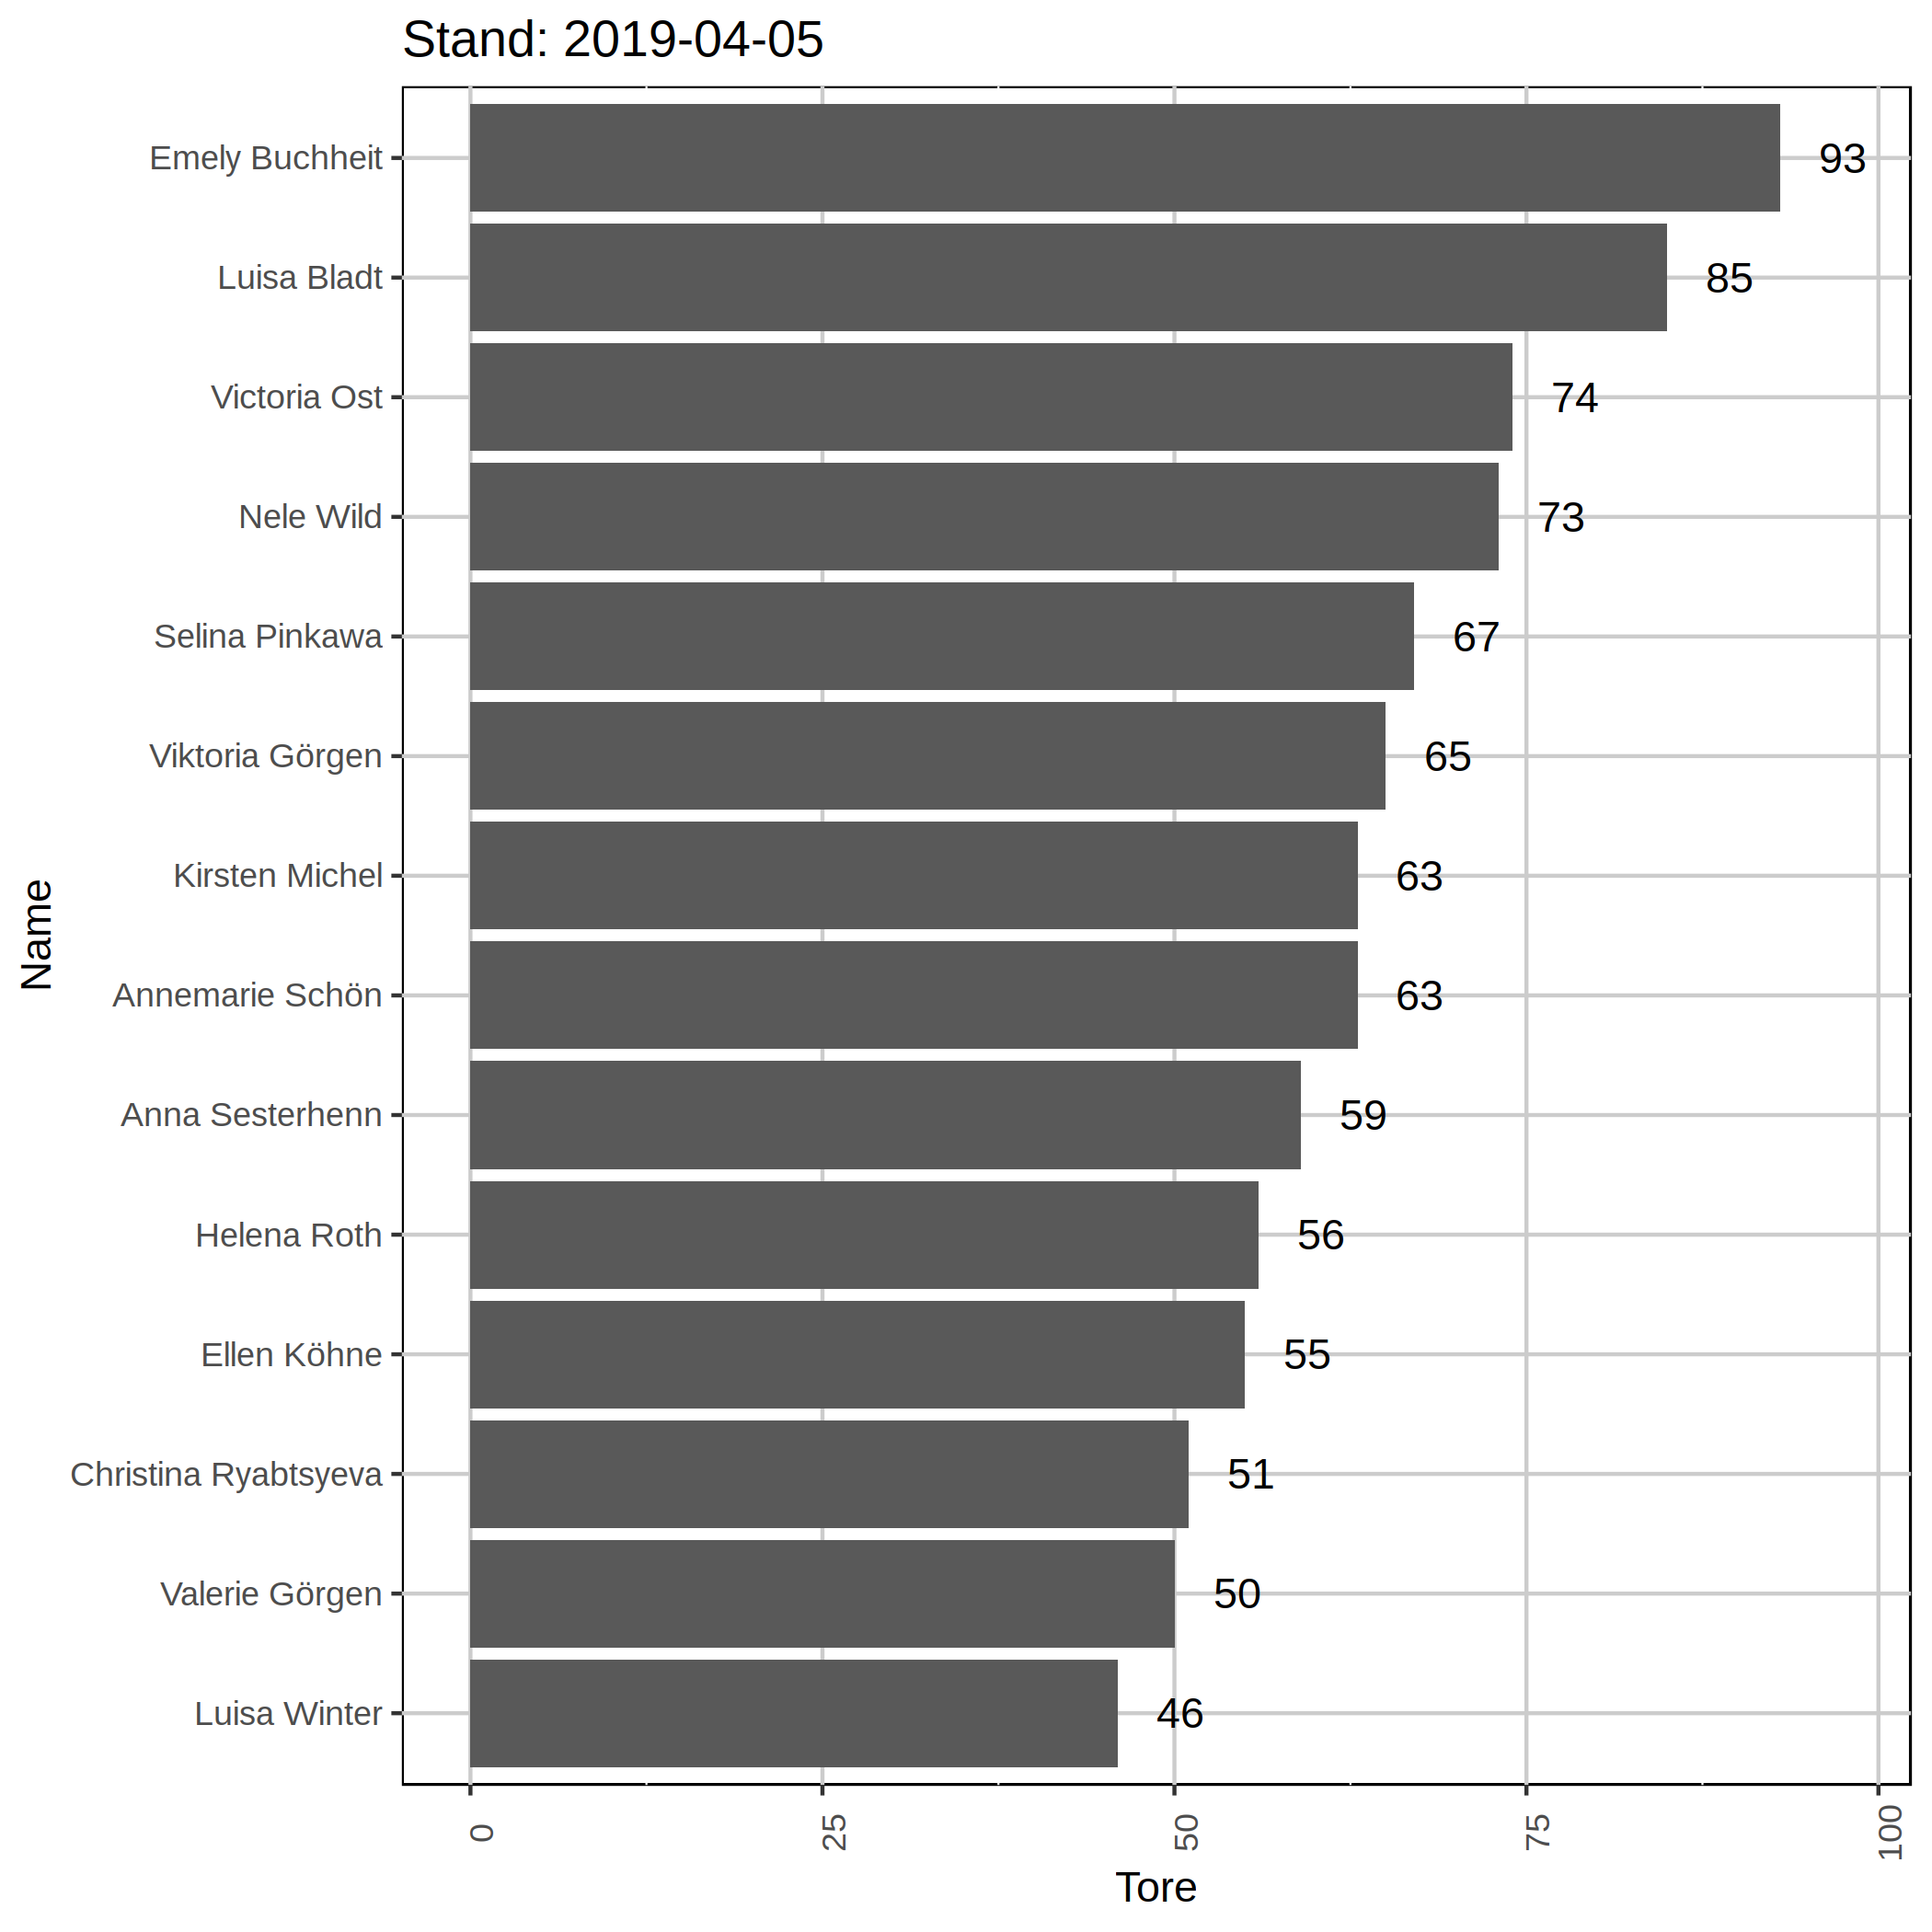 Stand: 2019-04-05
Emely Buchheit 93
Luisa Bladt 85
Victoria Ost 74
Nele Wild 73
Selina Pinkawa 67
Viktoria Görgen 65
Kirsten Michel 63
Annemarie Schön 63
Anna Sesterhenn 59
Helena Roth 56
Ellen Köhne 55
Christina Ryabtsyeva 51
Valerie Görgen 50
Luisa Winter 46
Name
0 25 50 75 100
Tore